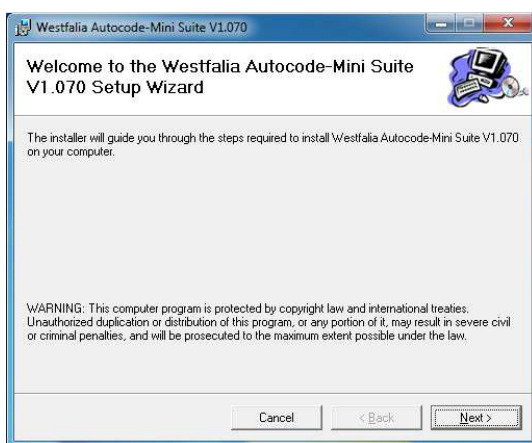 Westfalia Autocode-Mini Suite V1.070
Welcome to the Westfalia Autocode-Mini Suite
V1.070 Setup Wizard
The installer will guide you through the steps required to install Westfalia Autocode-Mini Suite V1.070
on your computer.
WARNING: This computer program is protected by copyright law and international treaties.
Unauthorized duplication or distribution of this program, or any portion of it, may result in severe civil
or criminal penalties, and will be prosecuted to the maximum extent possible under the law.
Cancel < Back Next >